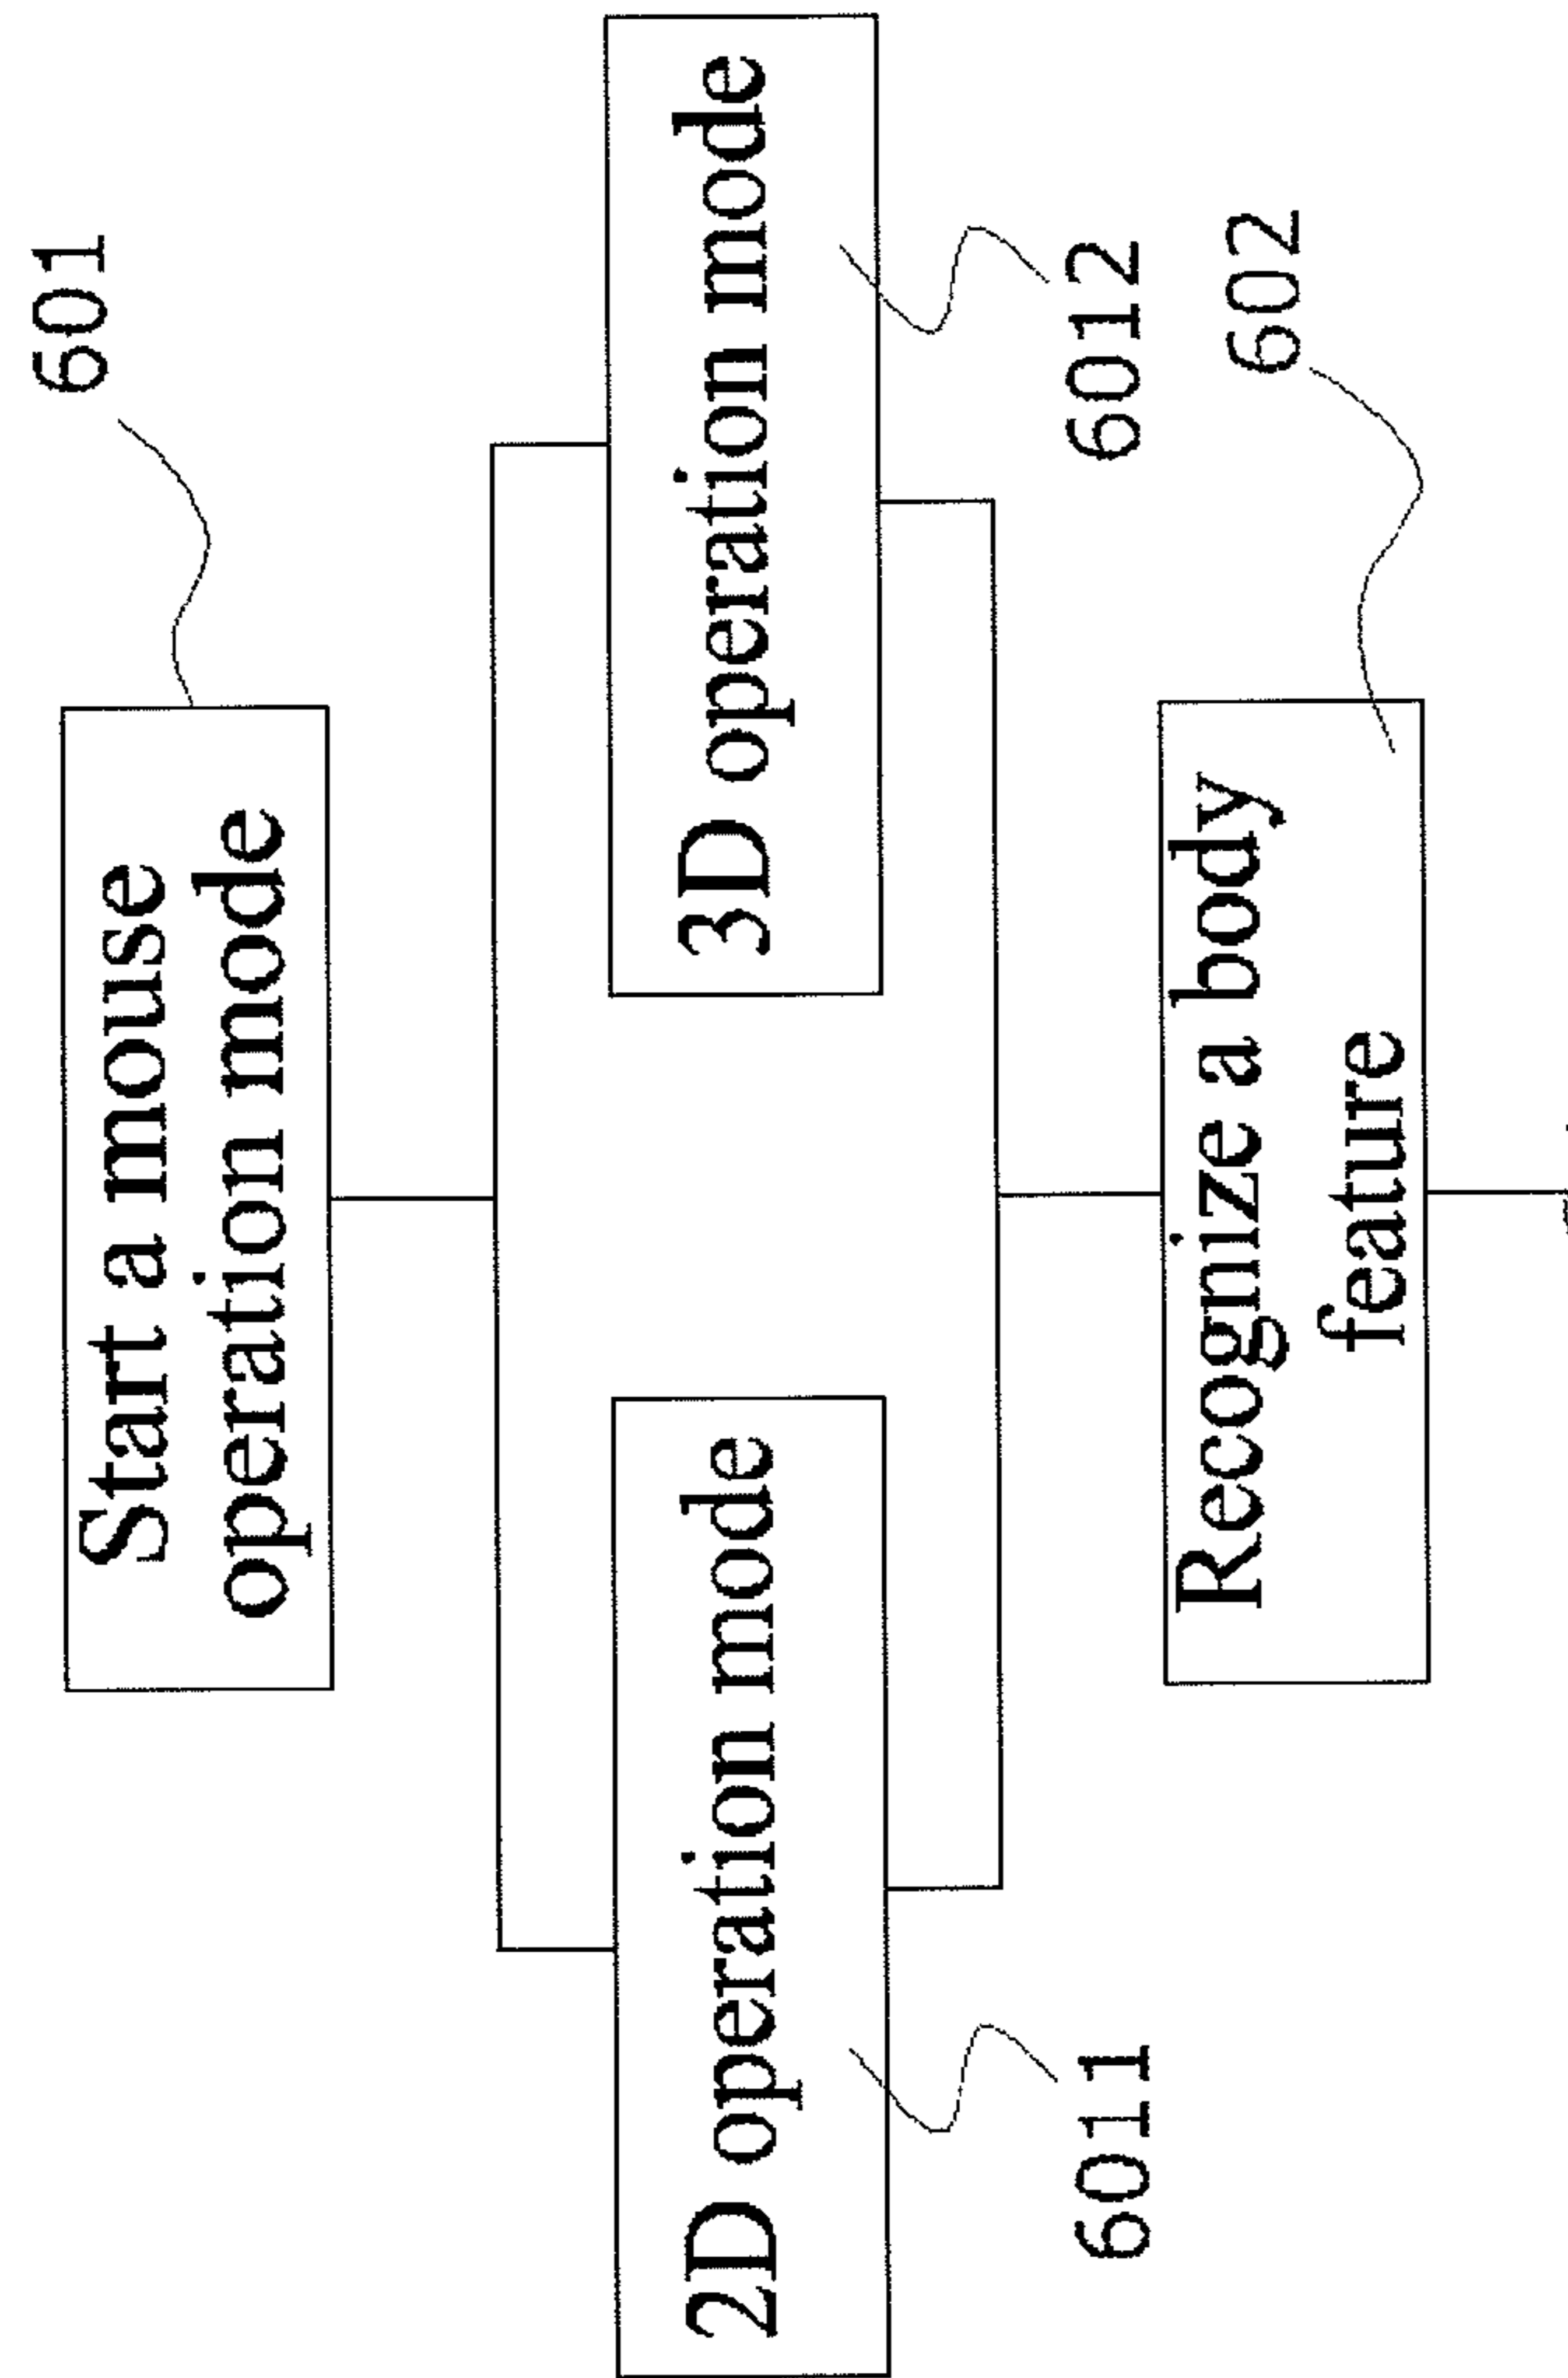 601
Start a mouse
operation mode
2D operation mode
3D operation mode
6011
6012
602
Recognize a body
feature